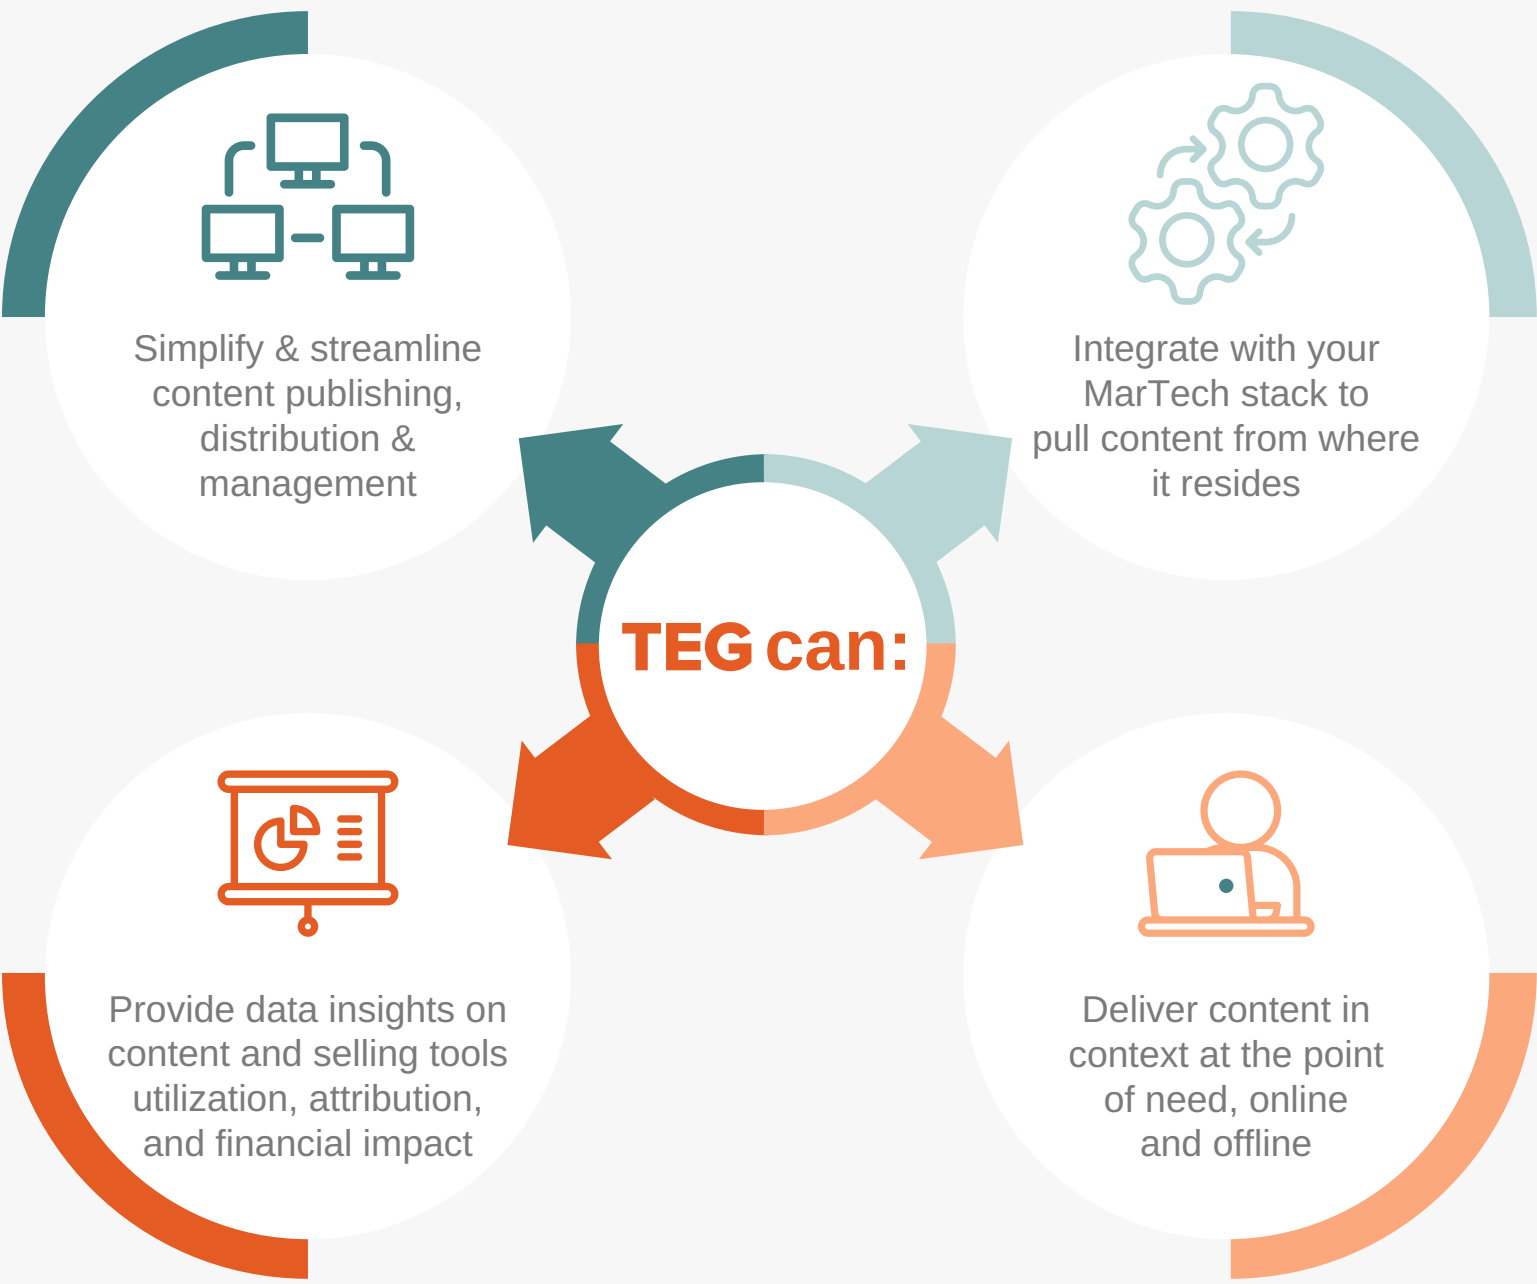 Simplify & streamline
content publishing,
distribution &
management
Integrate with your
MarTech stack to
pull content from where
it resides
TEG can:
Provide data insights on
content and selling tools
utilization, attribution,
and financial impact
Deliver content in
context at the point
of need, online
and offline